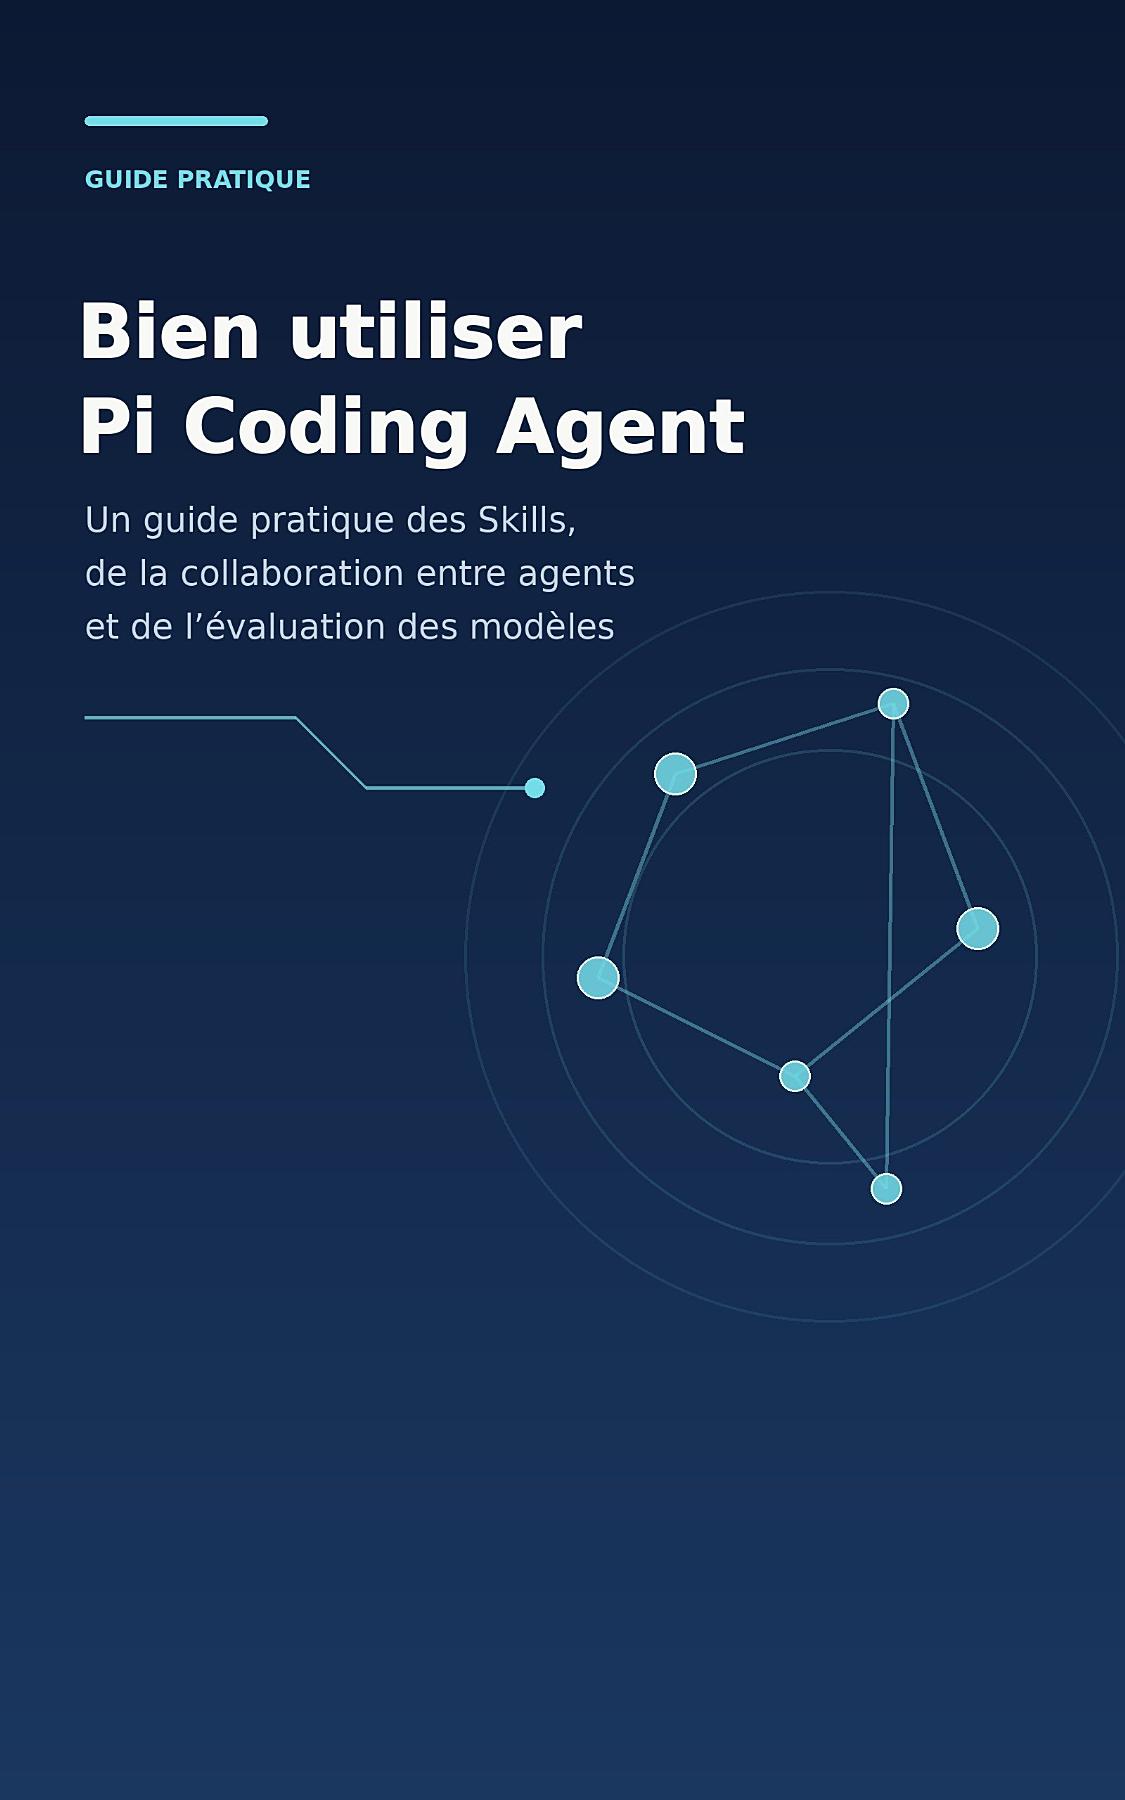 GUIDE PRATIQUE
Bien utiliser
Pi Coding Agent
Un guide pratique des Skills,
de la collaboration entre agents
et de l’évaluation des modèles